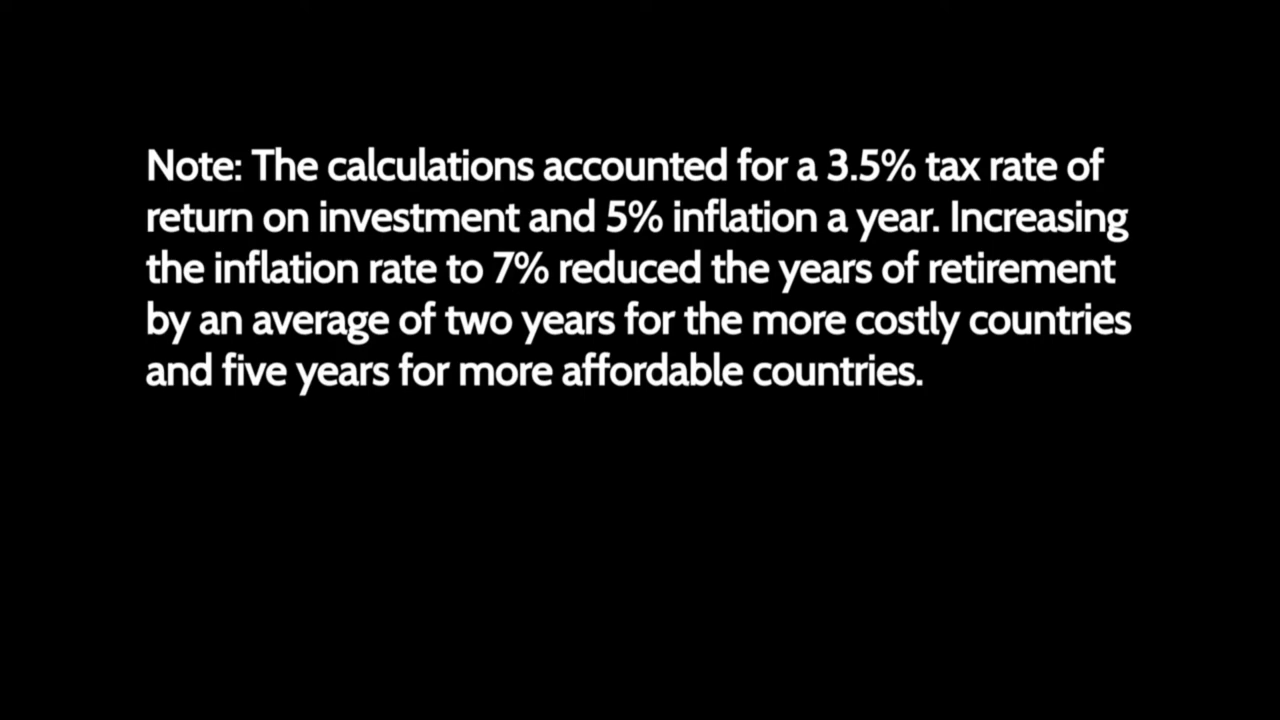 Note: The calculations accounted for a 3.5% tax rate of
return on investment and 5% inflation a year. Increasing
the inflation rate to 7% reduced the years of retirement
by an average of two years for the more costly countries
and five years for more affordable countries.